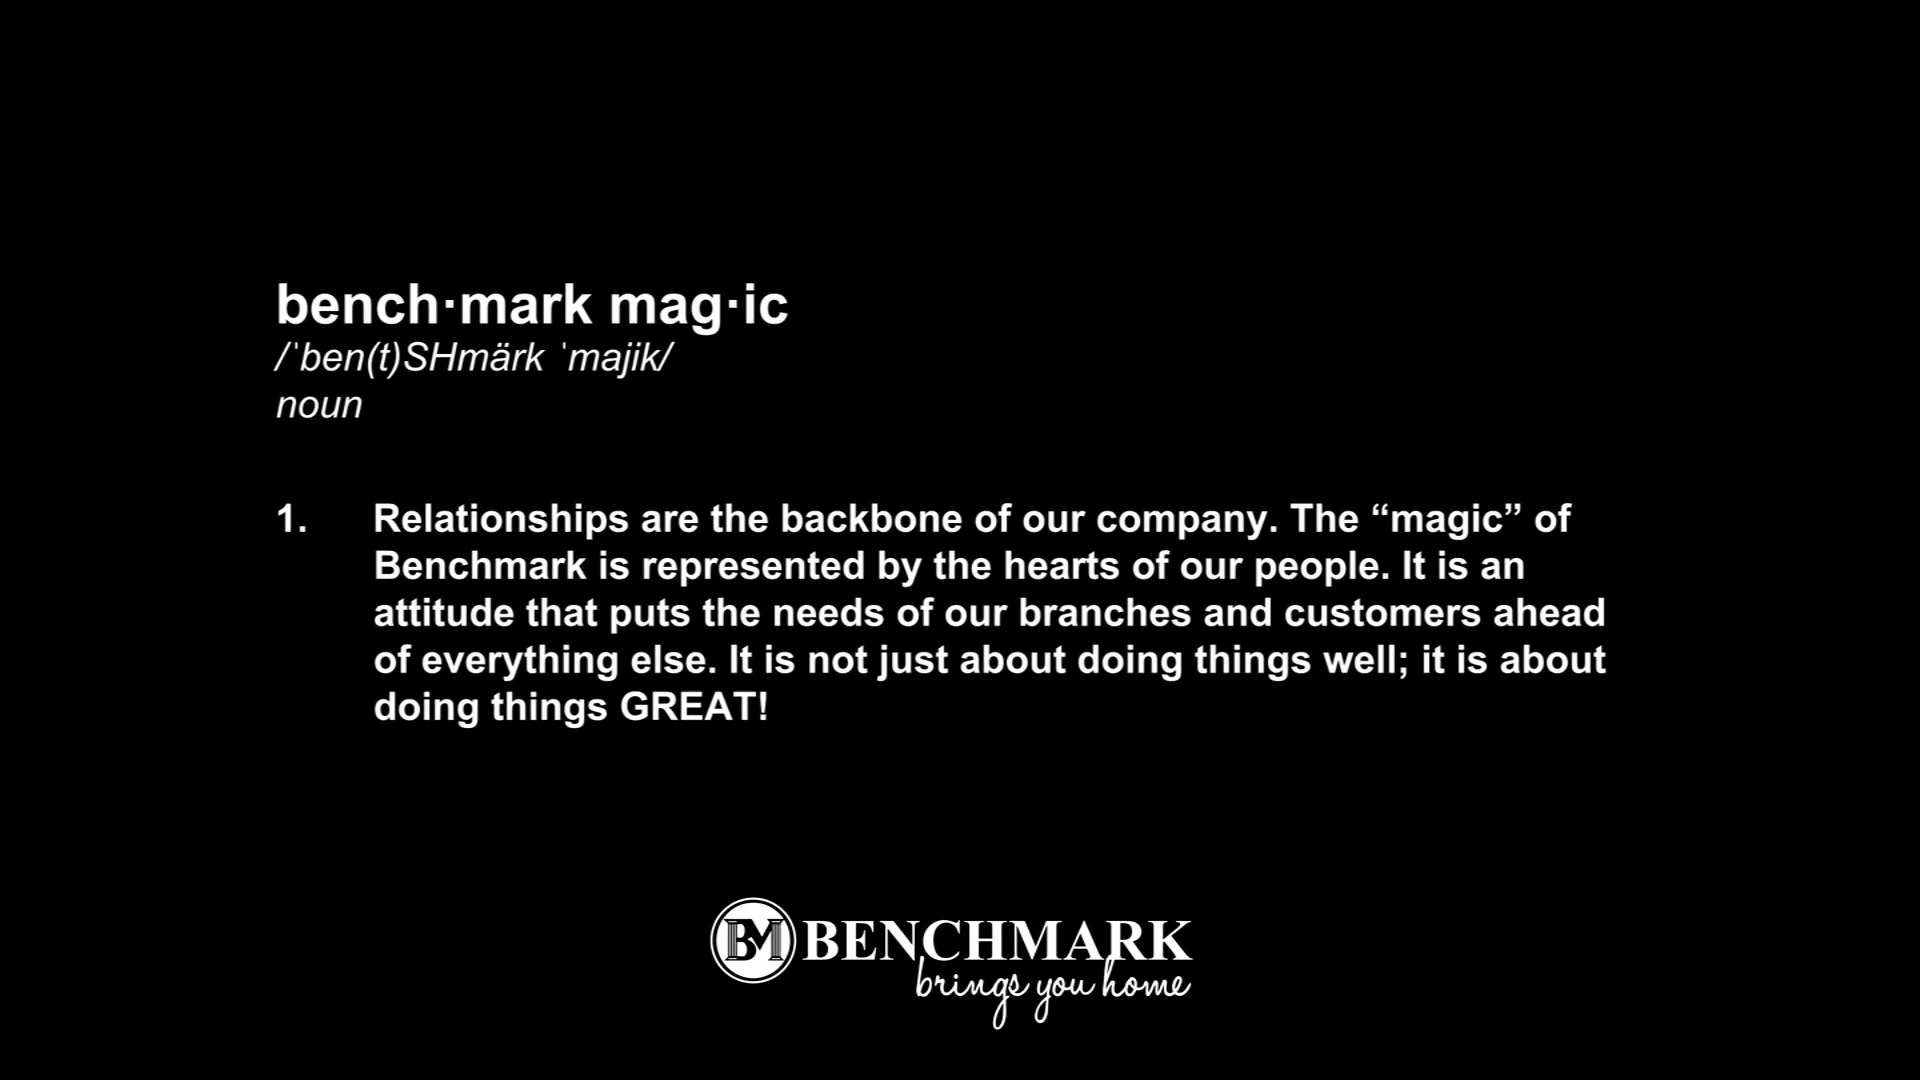 bench·mark mag·ic
/ˈben(t)SHmärk ˈmajik/
noun
1. Relationships are the backbone of our company. The “magic” of
Benchmark is represented by the hearts of our people. It is an
attitude that puts the needs of our branches and customers ahead
of everything else. It is not just about doing things well; it is about
doing things GREAT!
BM BENCHMARK
brings you home